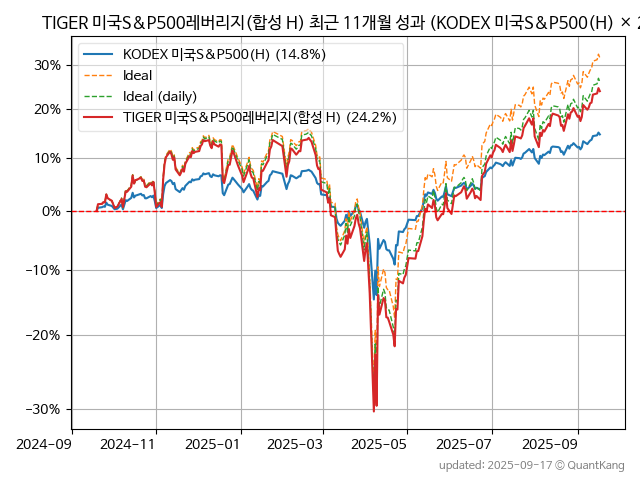 TIGER 미국S&P500레버리지(합성 H) 최근 11개월 성과 (KODEX 미국S&P500(H) ×
KODEX 미국S&P500(H) (14.8%)
Ideal
Ideal (daily)
TIGER 미국S&P500레버리지(합성 H) (24.2%)
30%
20%
10%
0%
−10%
−20%
−30%
2024-09 2024-11 2025-01 2025-03 2025-05 2025-07 2025-09
updated: 2025-09-17 © QuantKang